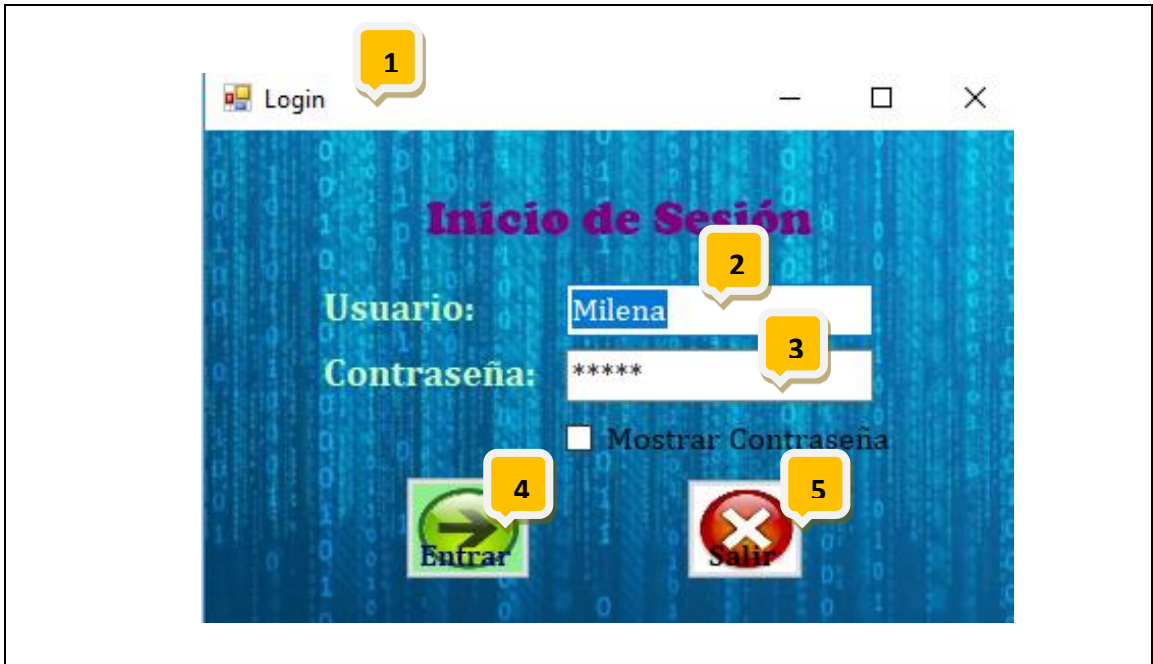 1
Login
Inicio de Sesión
2
Usuario: Milena
3
Contraseña: *****
Mostrar Contraseña
4
5
Entrar
Salir